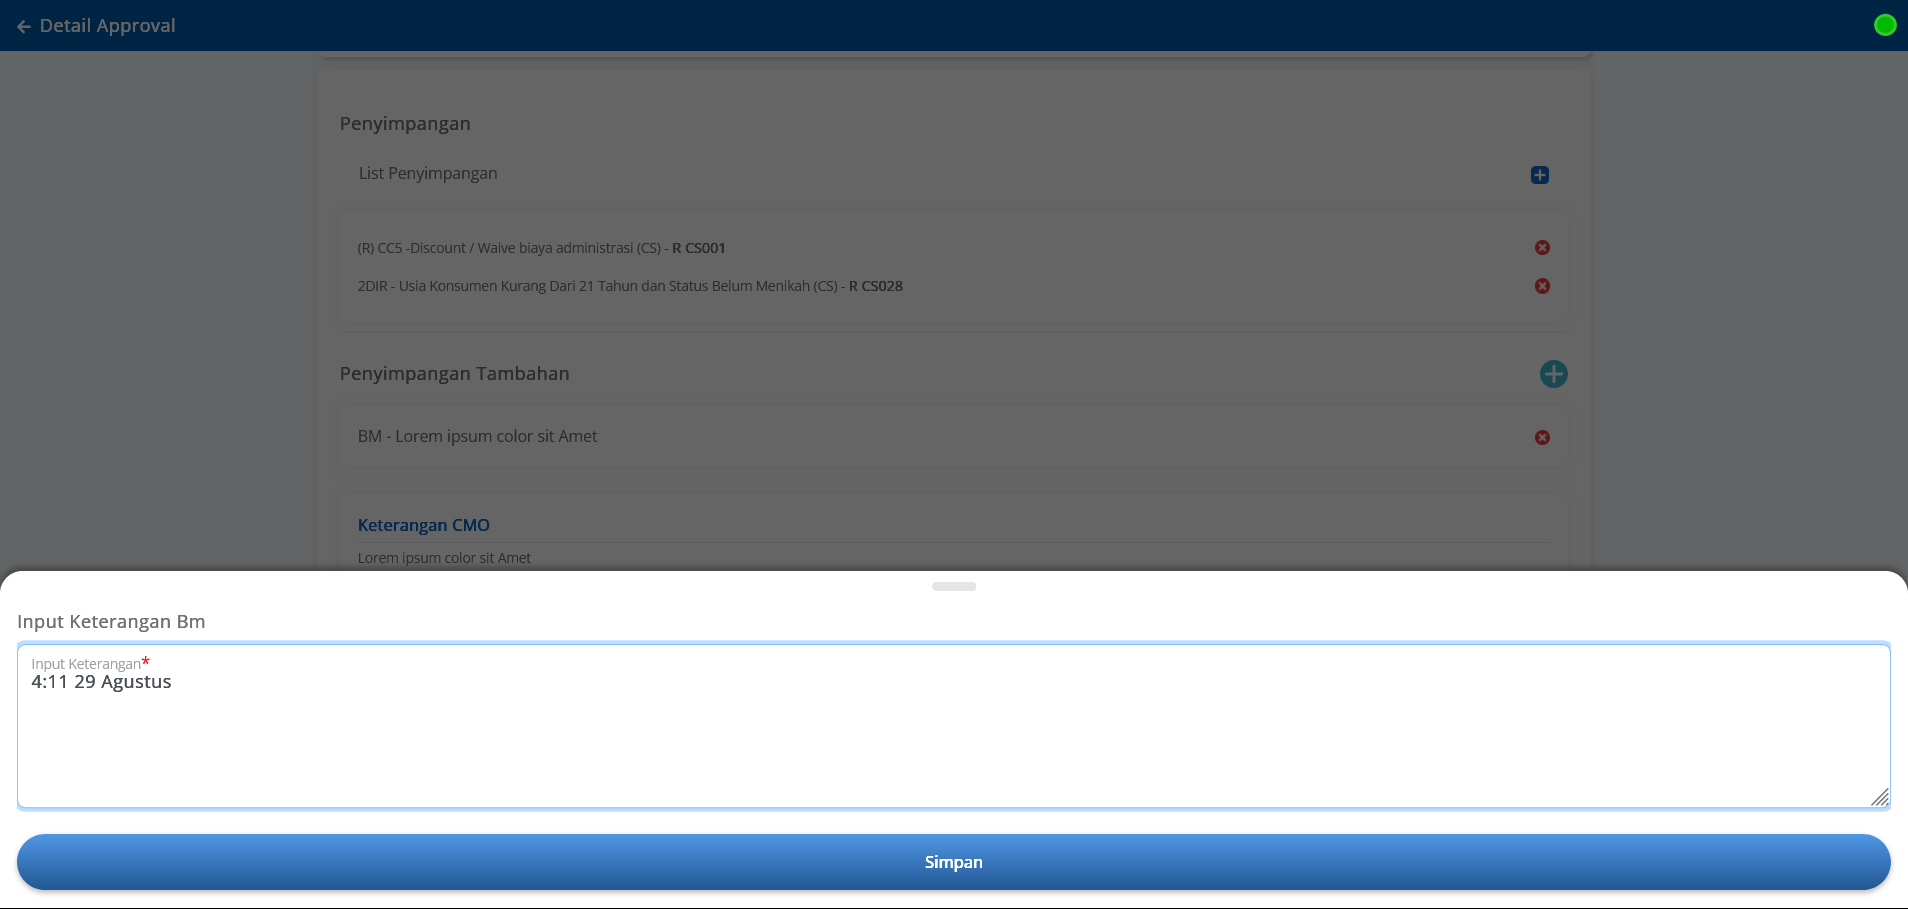 Detail Approval
Penyimpangan
List Penyimpangan
(R) CC5 -Discount / Waive biaya administrasi (CS) - R CS001
2DIR - Usia Konsumen Kurang Dari 21 Tahun dan Status Belum Menikah (CS) - R CS028
Penyimpangan Tambahan
BM - Lorem ipsum color sit Amet
Keterangan CMO
Lorem ipsum color sit Amet
Input Keterangan Bm
Input Keterangan*
4:11 29 Agustus
Simpan